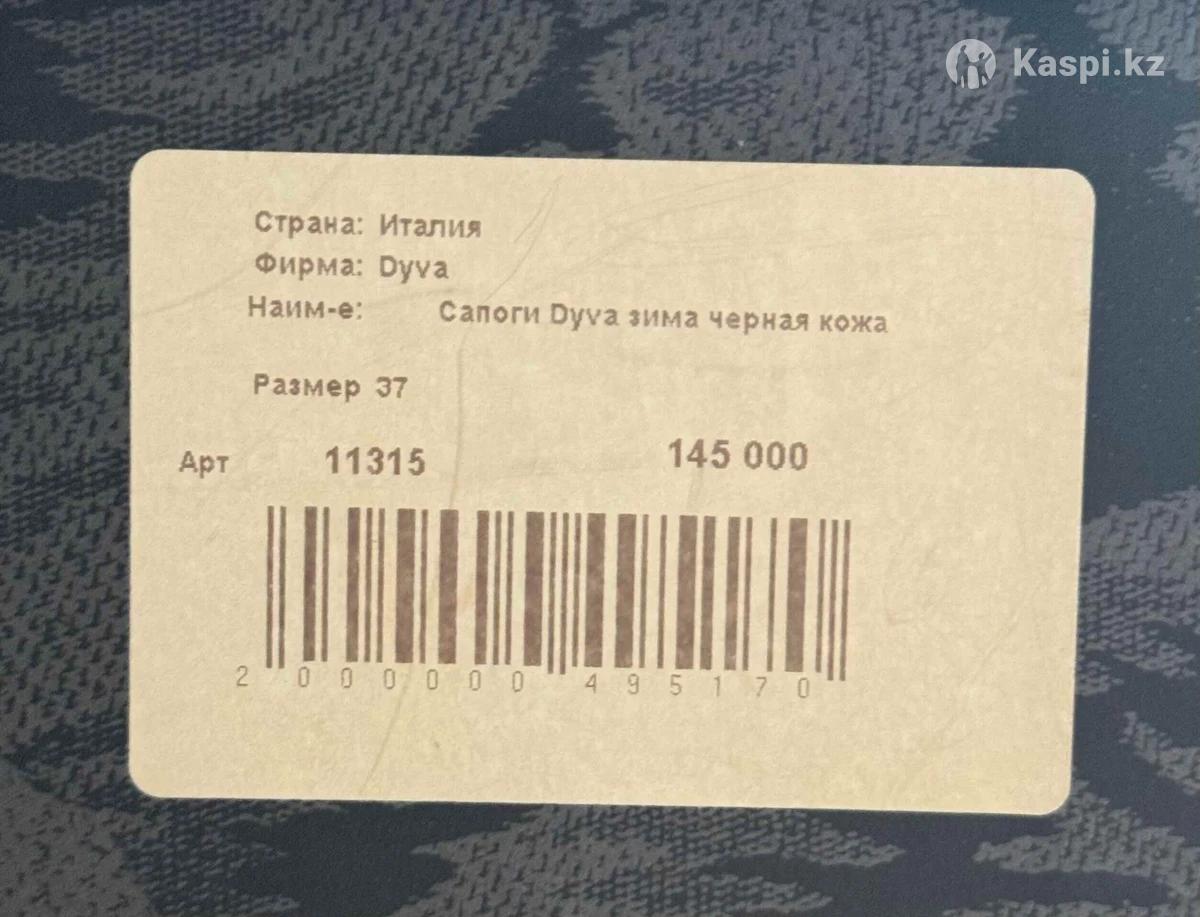 Kaspi.kz
Страна: Италия
Фирма: Dyva
Наим-е: Сапоги Dyva зима черная кожа
Размер 37
Арт 11315 145 000
2 000000 495170